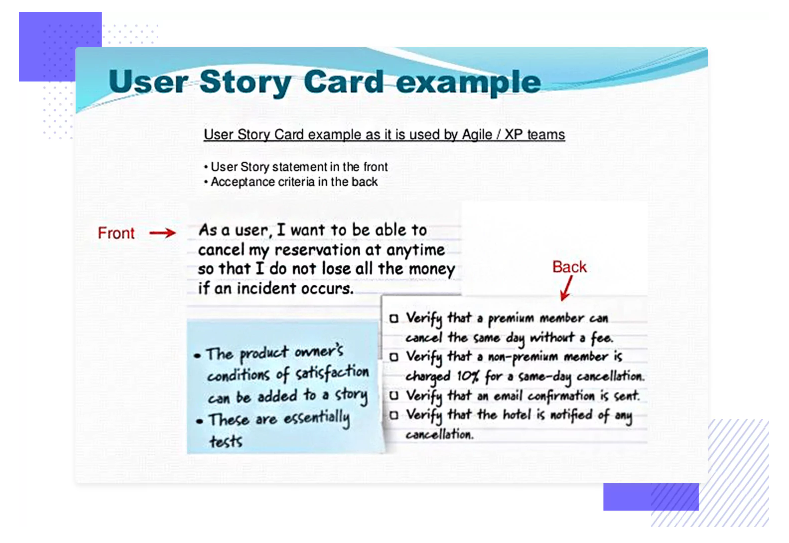 User Story Card example
User Story Card example as it is used by Agile / XP teams
• User Story statement in the front
• Acceptance criteria in the back
Front
As a user, I want to be able to
cancel my reservation at anytime
so that I do not lose all the money
if an incident occurs.
Back
• The product owner's
conditions of satisfaction
can be added to a story
• These are essentially
tests
Verify that a premium member can
cancel the same day without a fee.
Verify that a non-premium member is
charged 10% for a same-day cancellation.
Verify that an email confirmation is sent.
Verify that the hotel is notified of any
cancellation.